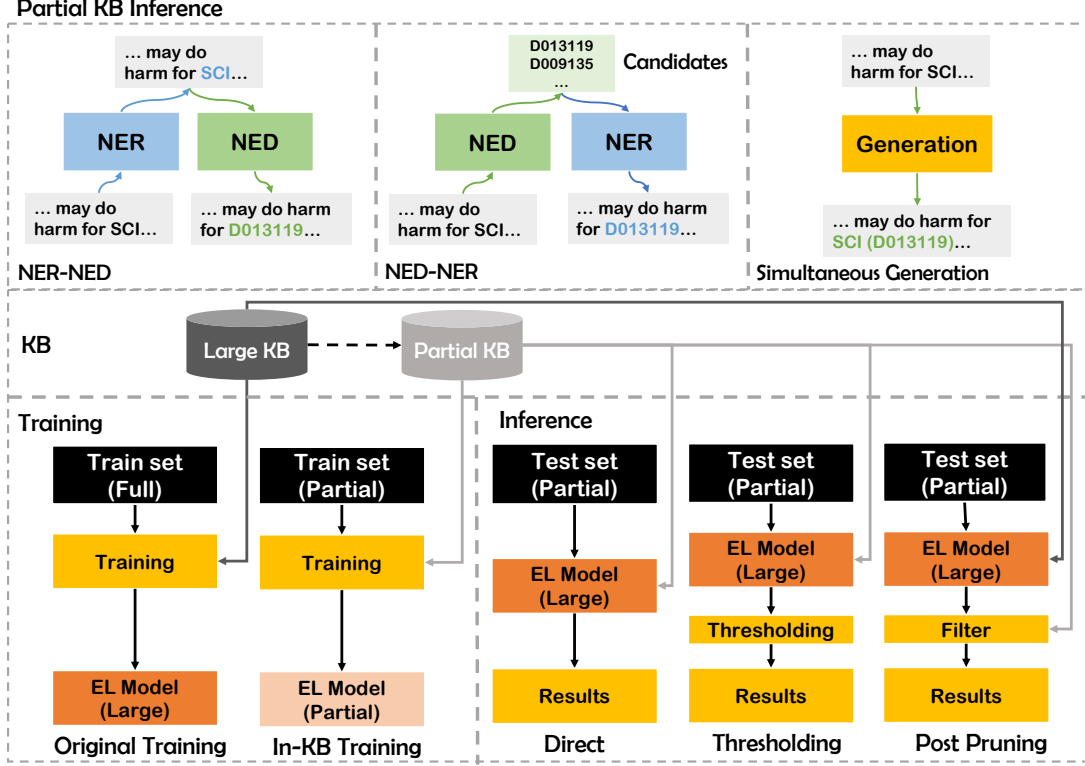 Partial KB Inference
... may do
harm for SCI...
NER
NED
... may do
harm for SCI...
... may do harm
for D013119...
NER-NED
D013119
D009135
...
Candidates
NED
NER
... may do
harm for SCI...
... may do harm
for D013119...
NED-NER
... may do
harm for SCI...
Generation
... may do harm for
SCI (D013119)...
Simultaneous Generation
KB
Large KB
Partial KB
Training
Train set
(Full)
Training
EL Model
(Large)
Original Training
Train set
(Partial)
Training
EL Model
(Partial)
In-KB Training
Inference
Test set
(Partial)
EL Model
(Large)
Results
Direct
Test set
(Partial)
EL Model
(Large)
Thresholding
Results
Thresholding
Test set
(Partial)
EL Model
(Large)
Filter
Results
Post Pruning